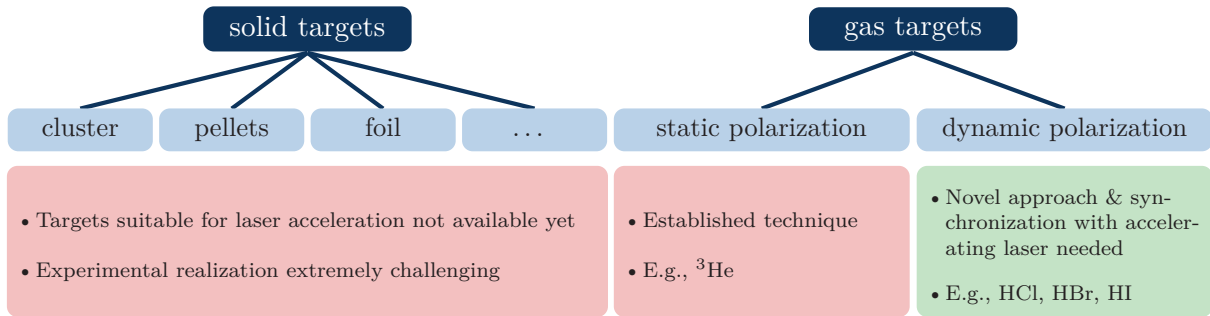 solid targets
gas targets
cluster
pellets
foil
...
static polarization
dynamic polarization
• Targets suitable for laser acceleration not available yet
• Experimental realization extremely challenging
• Established technique
• E.g., ³He
• Novel approach & syn-
chronization with acceler-
ating laser needed
• E.g., HCl, HBr, HI